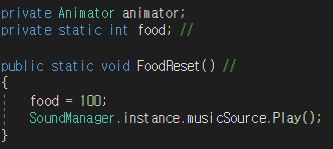 private Animator animator;
private static int food; //
public static void FoodReset() //
{
food = 100;
SoundManager.instance.musicSource.Play();
}